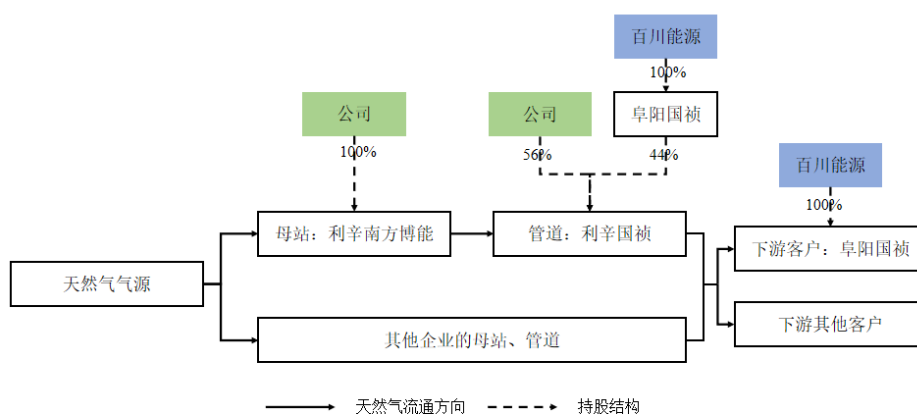 百川能源
100%
公司
公司
阜阳国祯
100%
56%
44%
百川能源
100%
母站：利辛南方博能
管道：利辛国祯
下游客户：阜阳国祯
天然气气源
其他企业的母站、管道
下游其他客户
天然气流通方向
持股结构